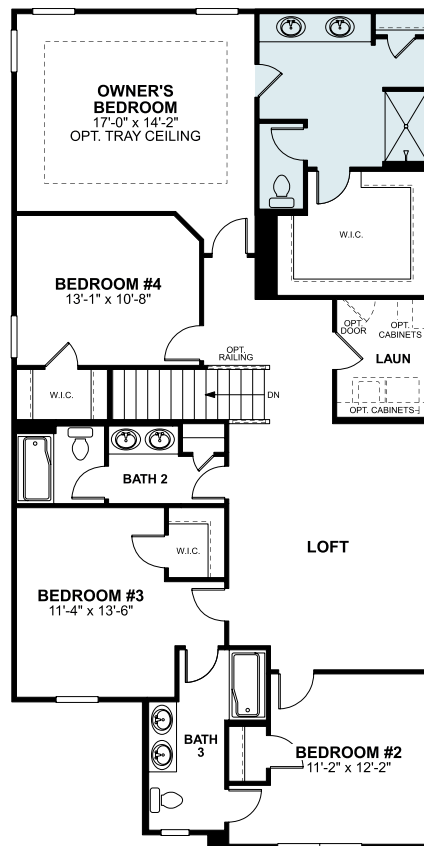 OWNER'S
BEDROOM
17'-0" x 14'-2"
OPT. TRAY CEILING
W.I.C.
BEDROOM #4
13'-1" x 10'-8"
OPT.
RAILING
OPT.
DOOR
OPT.
CABINETS
LAUN
W.I.C.
DN
OPT. CABINETS
BATH 2
W.I.C.
LOFT
BEDROOM #3
11'-4" x 13'-6"
BATH
3
BEDROOM #2
11'-2" x 12'-2"